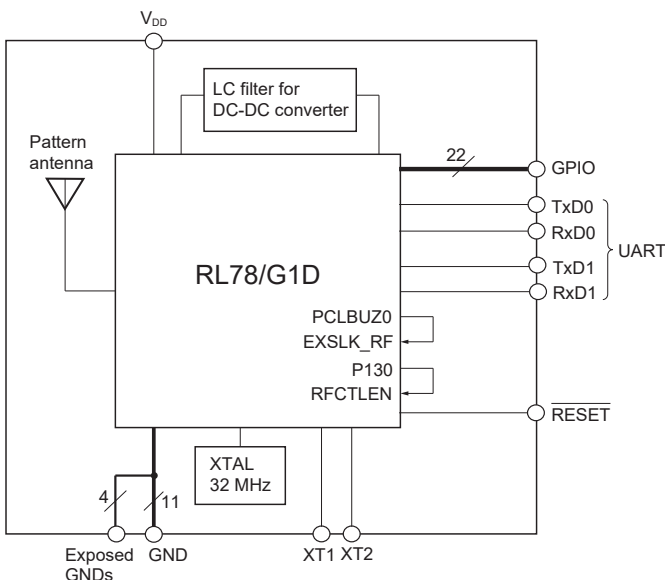 VDD
LC filter for
DC-DC converter
Pattern
antenna
22
GPIO
TxD0
RxD0
UART
TxD1
RxD1
RL78/G1D
PCLBUZ0
EXSLK_RF
P130
RFCTLEN
RESET
XTAL
32 MHz
4
11
Exposed
GNDs
GND
XT1
XT2